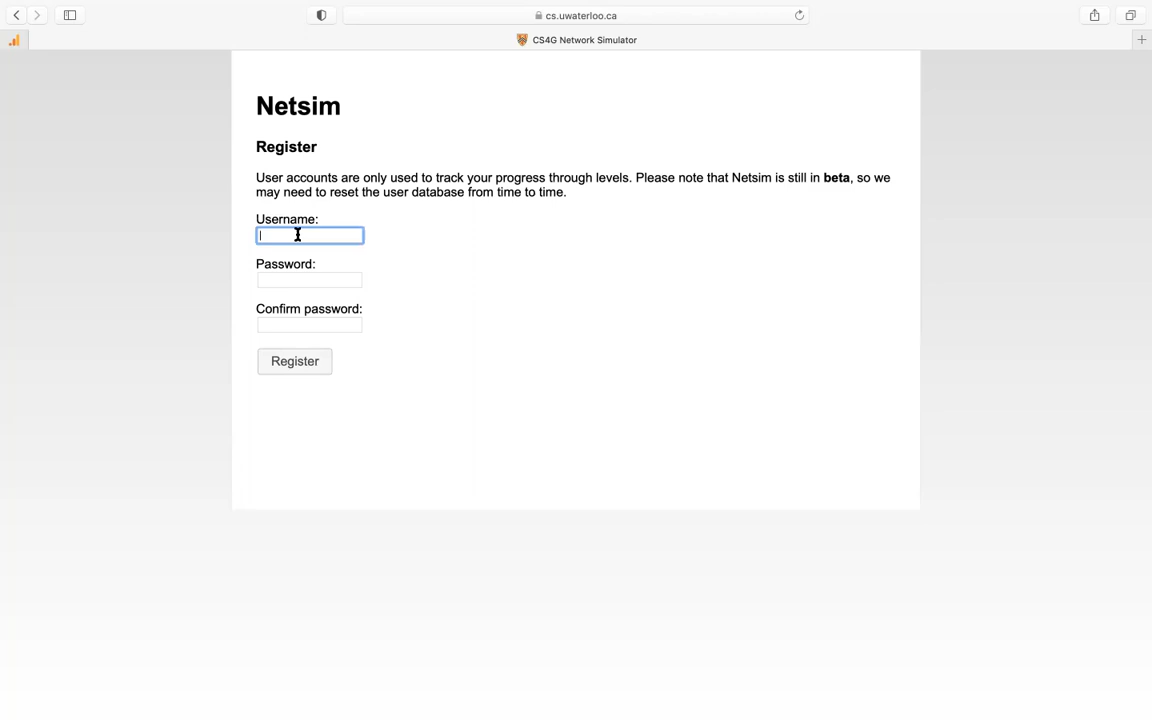 cs.uwaterloo.ca
CS4G Network Simulator
Netsim
Register
User accounts are only used to track your progress through levels. Please note that Netsim is still in beta, so we
may need to reset the user database from time to time.
Username:
Password:
Confirm password:
Register